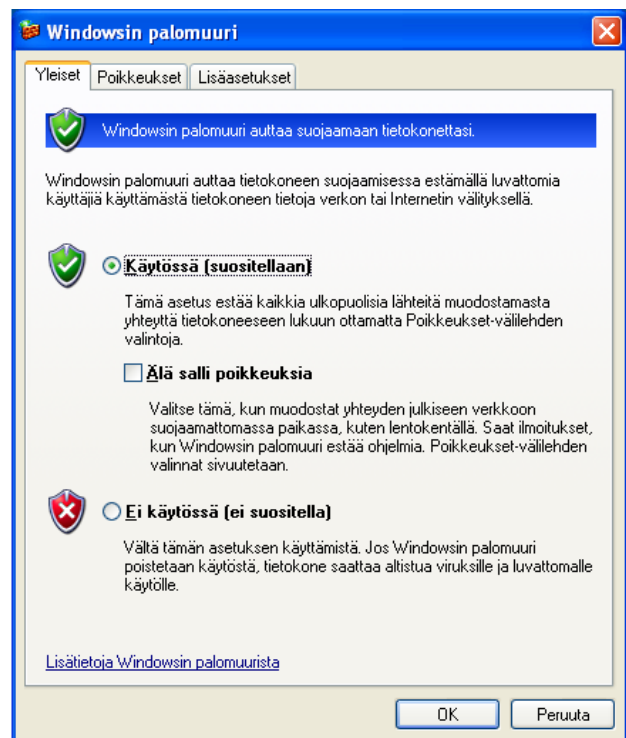 Windowsin palomuuri
Yleiset Poikkeukset Lisäasetukset
Windowsin palomuuri auttaa suojaamaan tietokonettasi.
Windowsin palomuuri auttaa tietokoneen suojaamisessa estämällä luvattomia
käyttäjiä käyttämästä tietokoneen tietoja verkon tai Internetin välityksellä.
Käytössä (suositellaan)
Tämä asetus estää kaikkia ulkopuolisia lähteitä muodostamasta
yhteyttä tietokoneeseen lukuun ottamatta Poikkeukset-välilehden
valintoja.
Älä salli poikkeuksia
Valitse tämä, kun muodostat yhteyden julkiseen verkkoon
suojaamattomassa paikassa, kuten lentokentällä. Saat ilmoitukset,
kun Windowsin palomuuri estää ohjelmia. Poikkeukset-välilehden
valinnat sivuutetaan.
Ei käytössä (ei suositella)
Vältä tämän asetuksen käyttämistä. Jos Windowsin palomuuri
poistetaan käytöstä, tietokone saattaa altistua viruksille ja luvattomalle
käytölle.
Lisätietoja Windowsin palomuurista
OK Peruuta